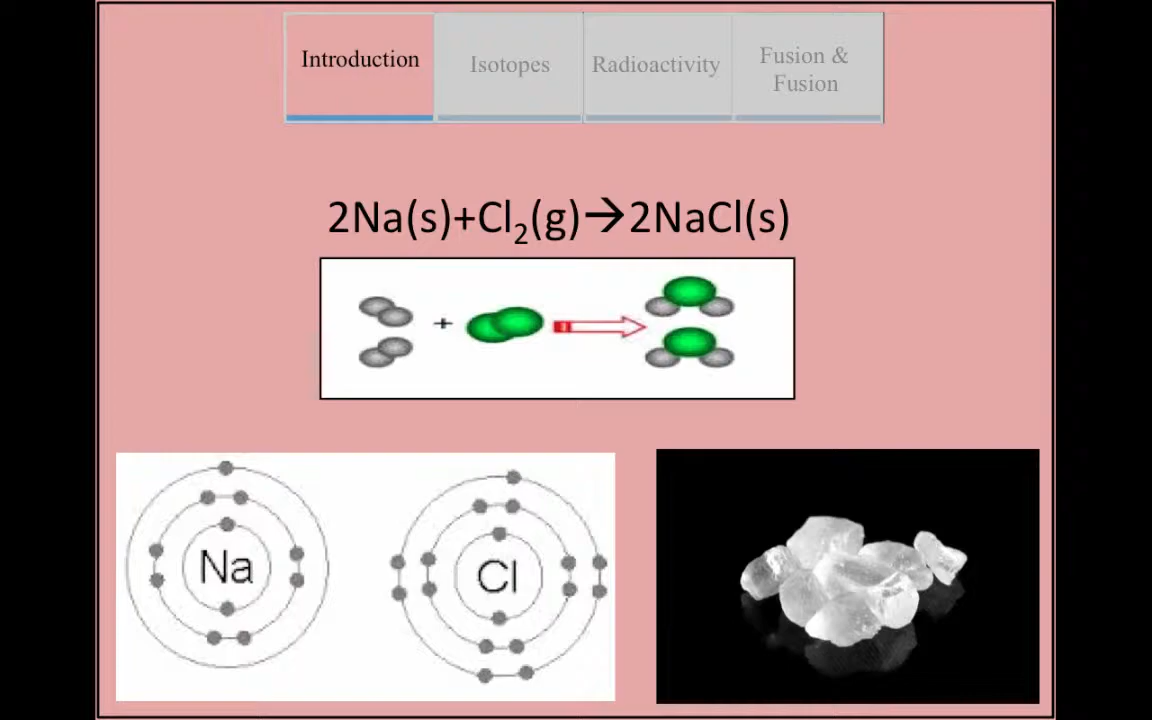 Introduction
Isotopes
Radioactivity
Fusion &
Fusion
2Na(s)+Cl₂(g)→2NaCl(s)
+
Na
Cl